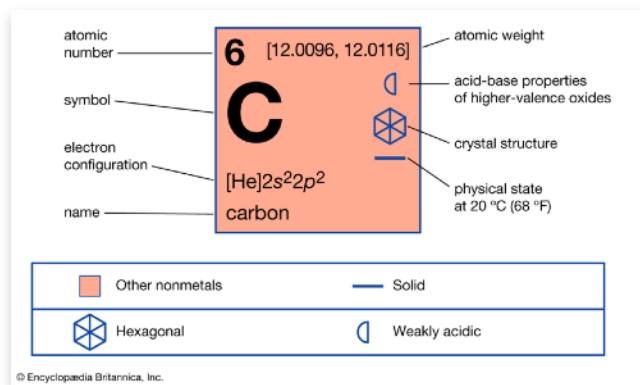 atomic
number
6
[12.0096, 12.0116]
atomic weight
symbol
C
acid-base properties
of higher-valence oxides
crystal structure
electron
configuration
[He]2s²2p²
physical state
at 20 ºC (68 ºF)
name
carbon
Other nonmetals
Solid
Hexagonal
Weakly acidic
© Encyclopædia Britannica, Inc.